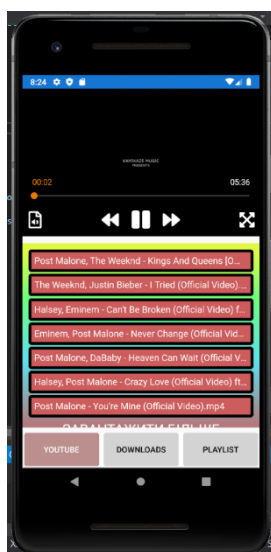 8:24
KAMIKAZE MUSIC
PRESENTS
00:02
05:36
Post Malone, The Weeknd - Kings And Queens [O...
The Weeknd, Justin Bieber - I Tried (Official Video)....
Halsey, Eminem - Can't Be Broken (Official Video) f...
Eminem, Post Malone - Never Change (Official Vid...
Post Malone, DaBaby - Heaven Can Wait (Official V...
Halsey, Post Malone - Crazy Love (Official Video) ft...
Post Malone - You're Mine (Official Video).mp4
ЗАВАНТАЖИТИ БІЛЬШЕ
YOUTUBE
DOWNLOADS
PLAYLIST